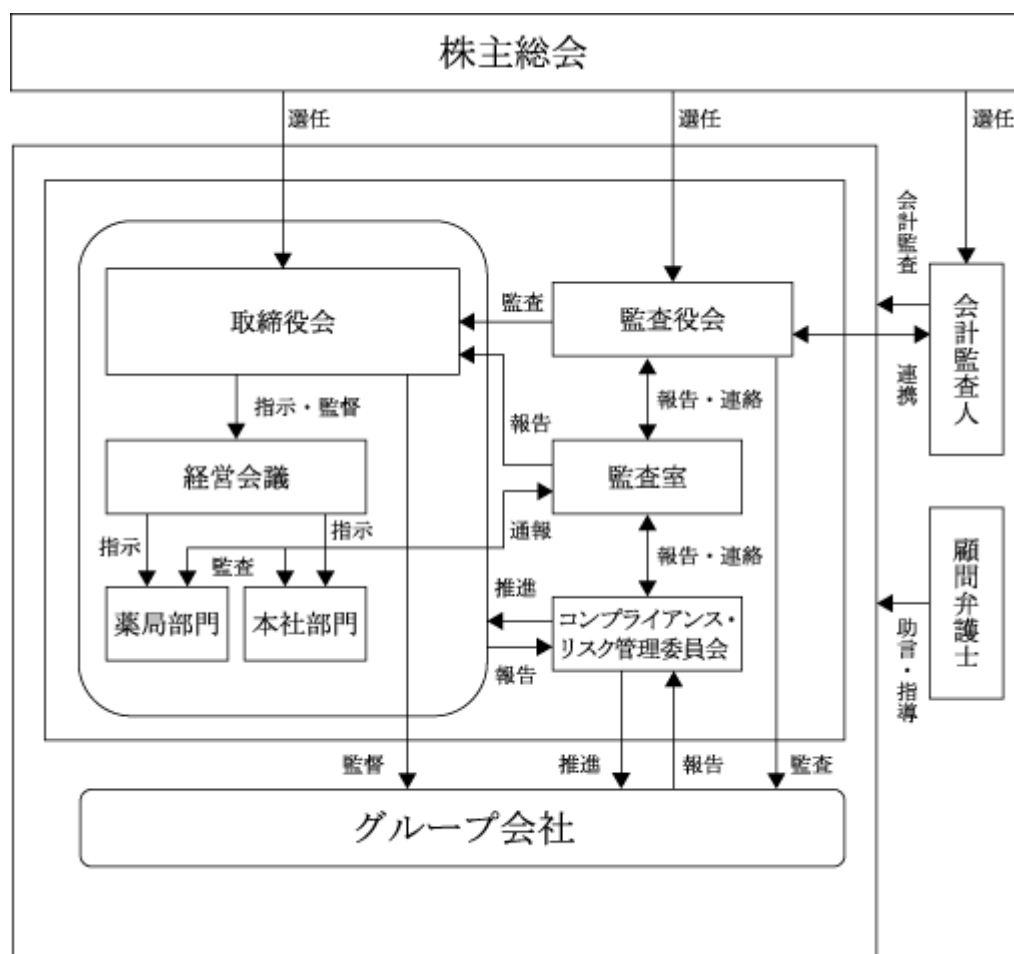 株主総会
選任
選任
選任
会計監査
取締役会
監査
監査役会
会計監査人
連携
指示・監督
報告
報告・連絡
経営会議
監査室
指示
指示
監査
通報
報告・連絡
顧問弁護士
推進
薬局部門
本社部門
コンプライアンス・
リスク管理委員会
助言・指導
報告
監督
推進
報告
監査
グループ会社